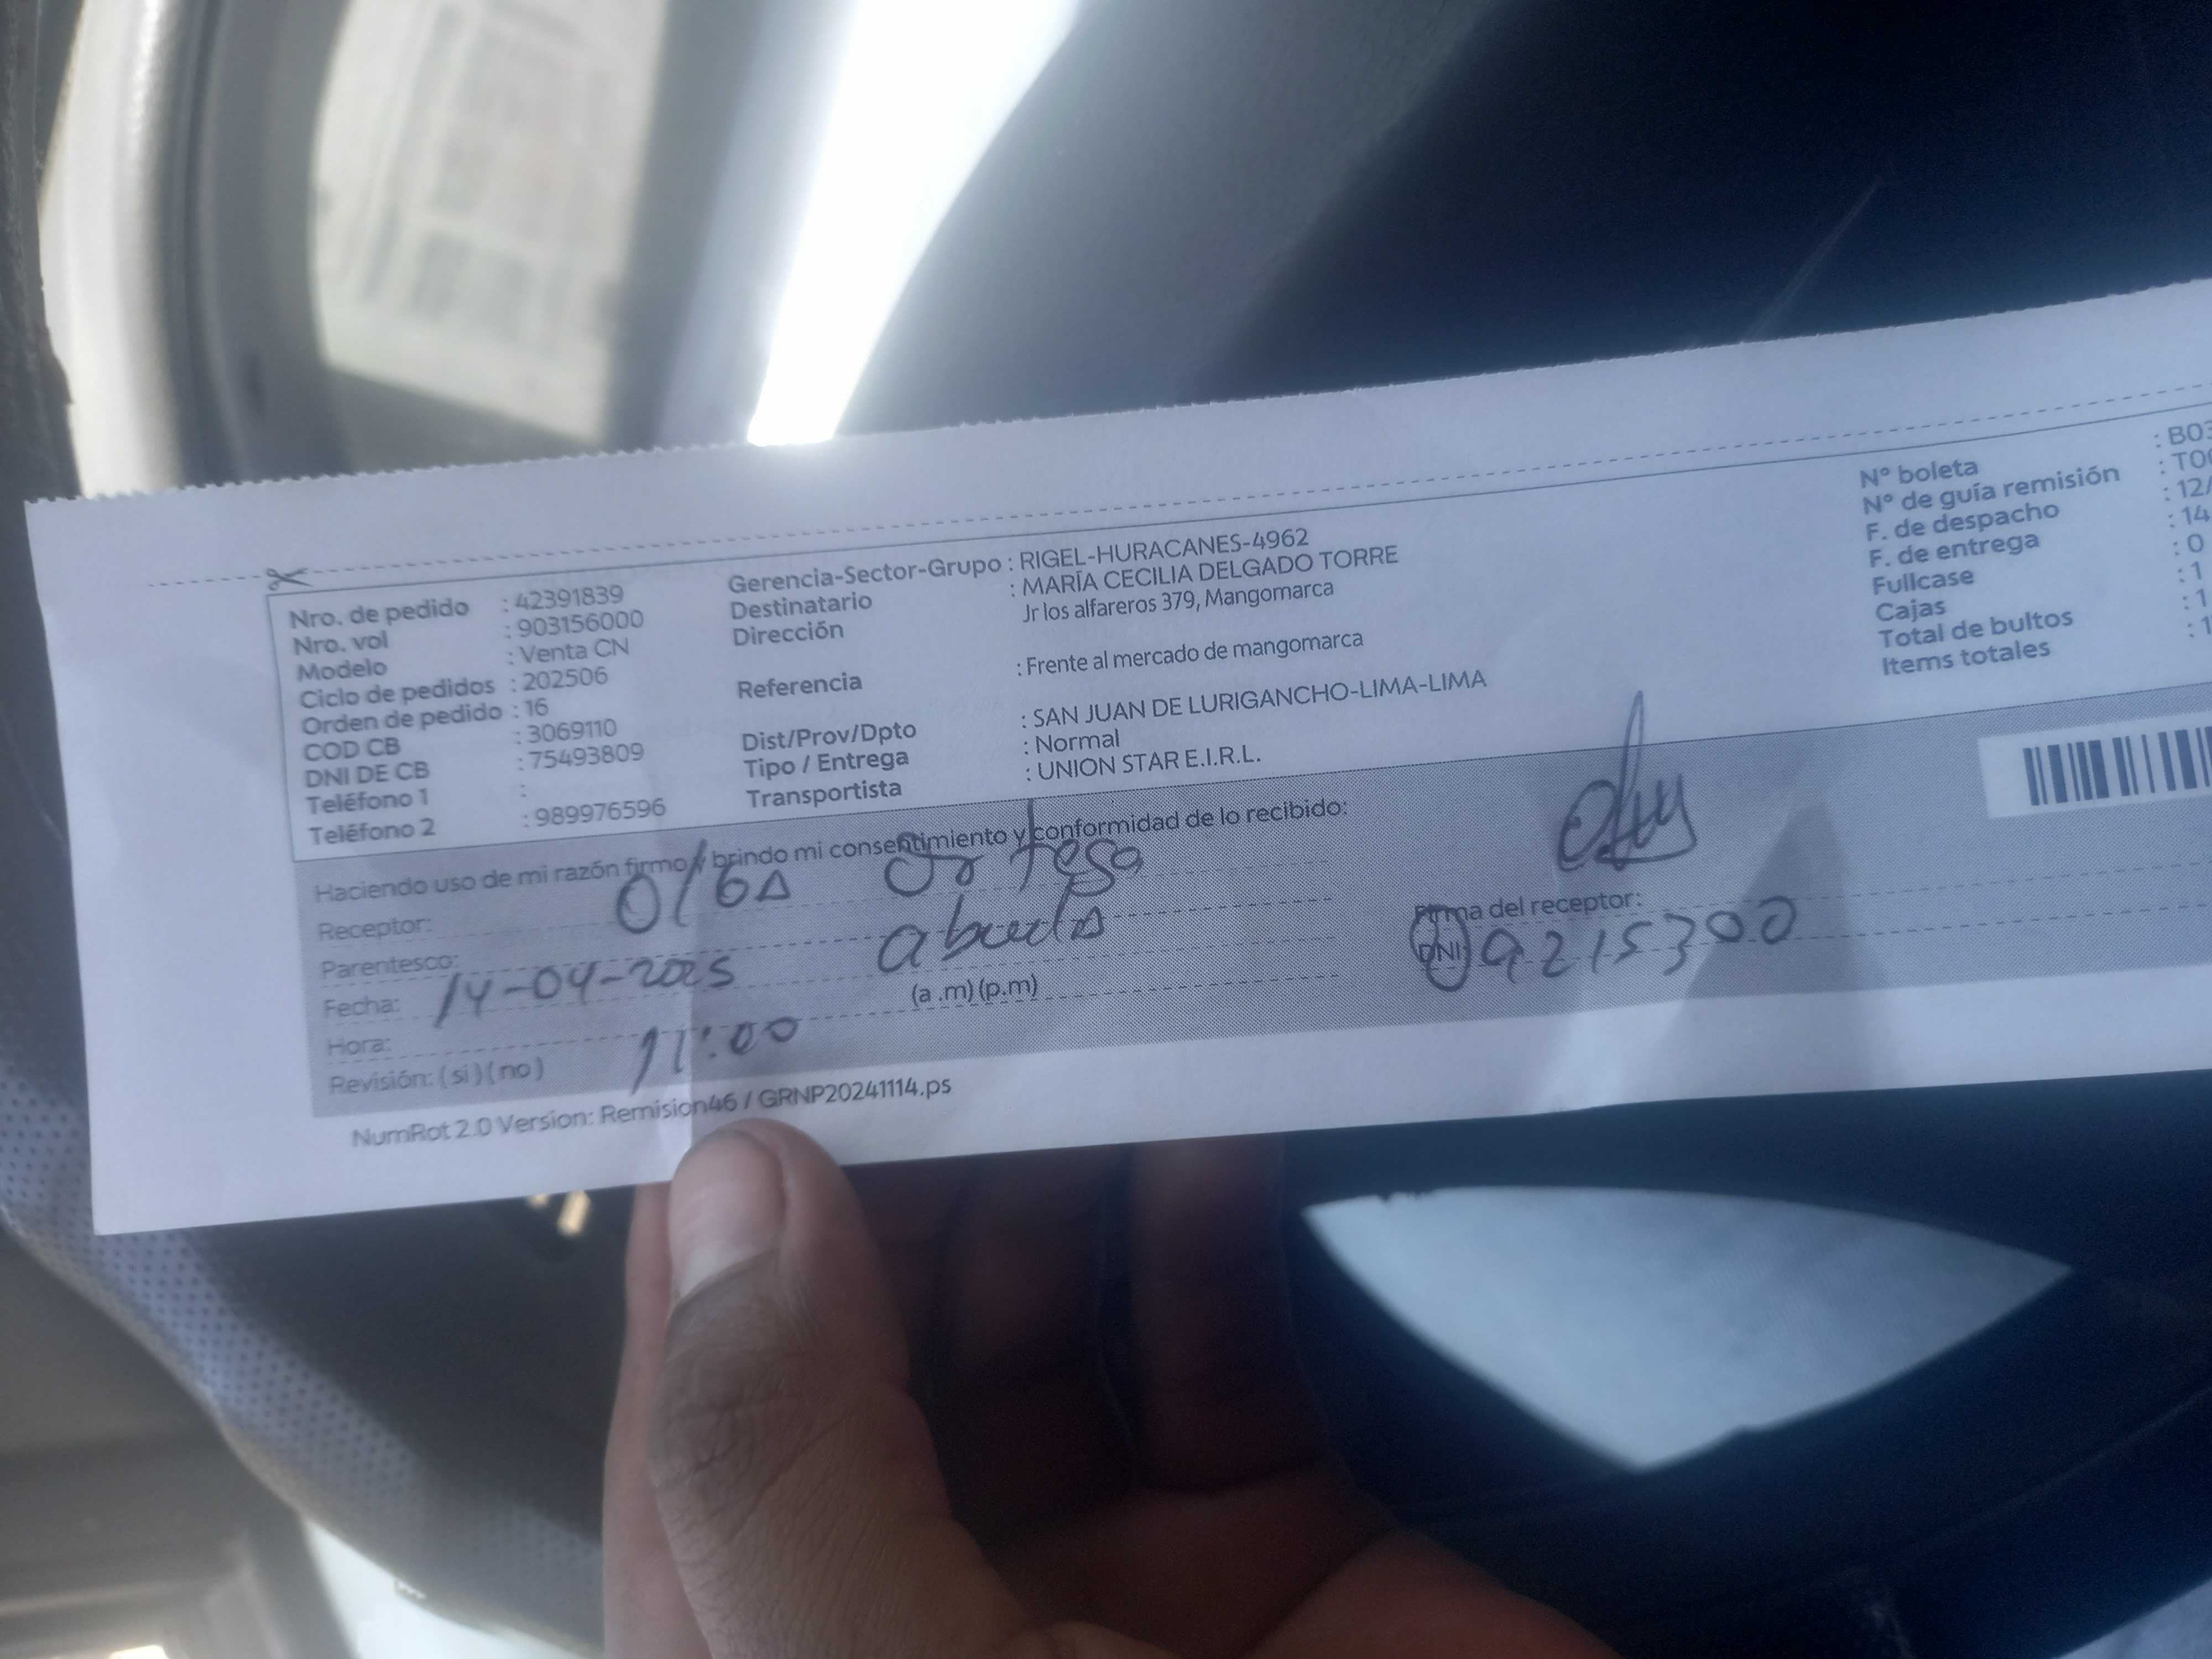 Nro. de pedido : 42391839
Nro. vol : 903156000
Modelo : Venta CN
Ciclo de pedidos : 202506
Orden de pedido : 16
COD CB : 3069110
DNI DE CB : 75493809
Teléfono 1 :
Teléfono 2 : 989976596
Gerencia-Sector-Grupo : RIGEL-HURACANES-4962
Destinatario : MARÍA CECILIA DELGADO TORRE
Dirección Jr los alfareros 379, Mangomarca
Referencia : Frente al mercado de mangomarca
Dist/Prov/Dpto : SAN JUAN DE LURIGANCHO-LIMA-LIMA
Tipo / Entrega : Normal
Transportista : UNION STAR E.I.R.L.
N° boleta : B03
N° de guía remisión : T00
F. de despacho : 12/
F. de entrega : 14
Fullcase : 0
Cajas : 1
Total de bultos : 1
Items totales : 1
Haciendo uso de mi razón firmo y brindo mi consentimiento y conformidad de lo recibido:
Receptor: Olga Ortega
Parentesco: abuela
Fecha: 14-04-2025
Hora: 11:00 (a .m) (p.m)
Revisión: ( si ) ( no )
Firma del receptor:
DNI 09215300
NumRot 2.0 Version: Remision46 / GRNP20241114.ps